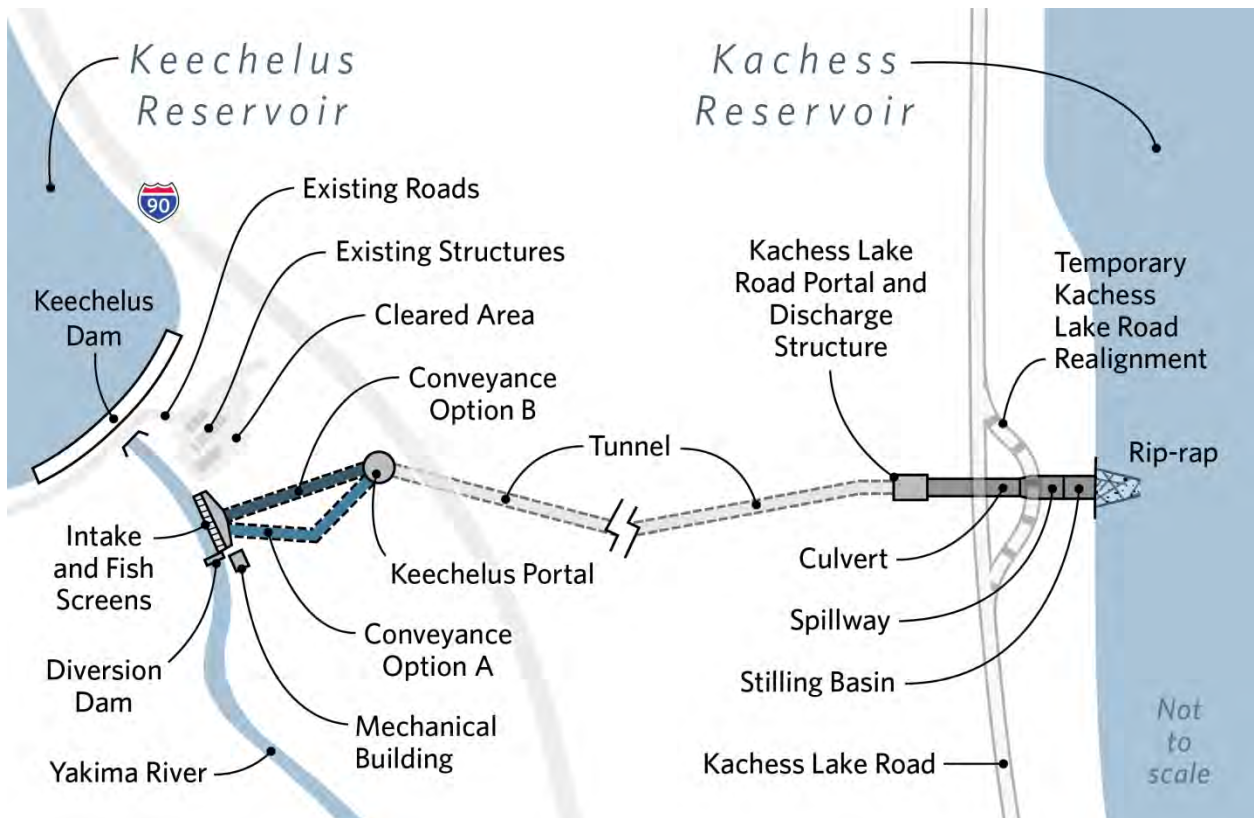 Keechelus
Reservoir
Kachess
Reservoir
90
Existing Roads
Existing Structures
Cleared Area
Keechelus
Dam
Conveyance
Option B
Kachess Lake
Road Portal and
Discharge
Structure
Temporary
Kachess
Lake Road
Realignment
Tunnel
Rip-rap
Intake
and Fish
Screens
Keechelus Portal
Culvert
Spillway
Conveyance
Option A
Diversion
Dam
Stilling Basin
Mechanical
Building
Yakima River
Kachess Lake Road
Not
to
scale